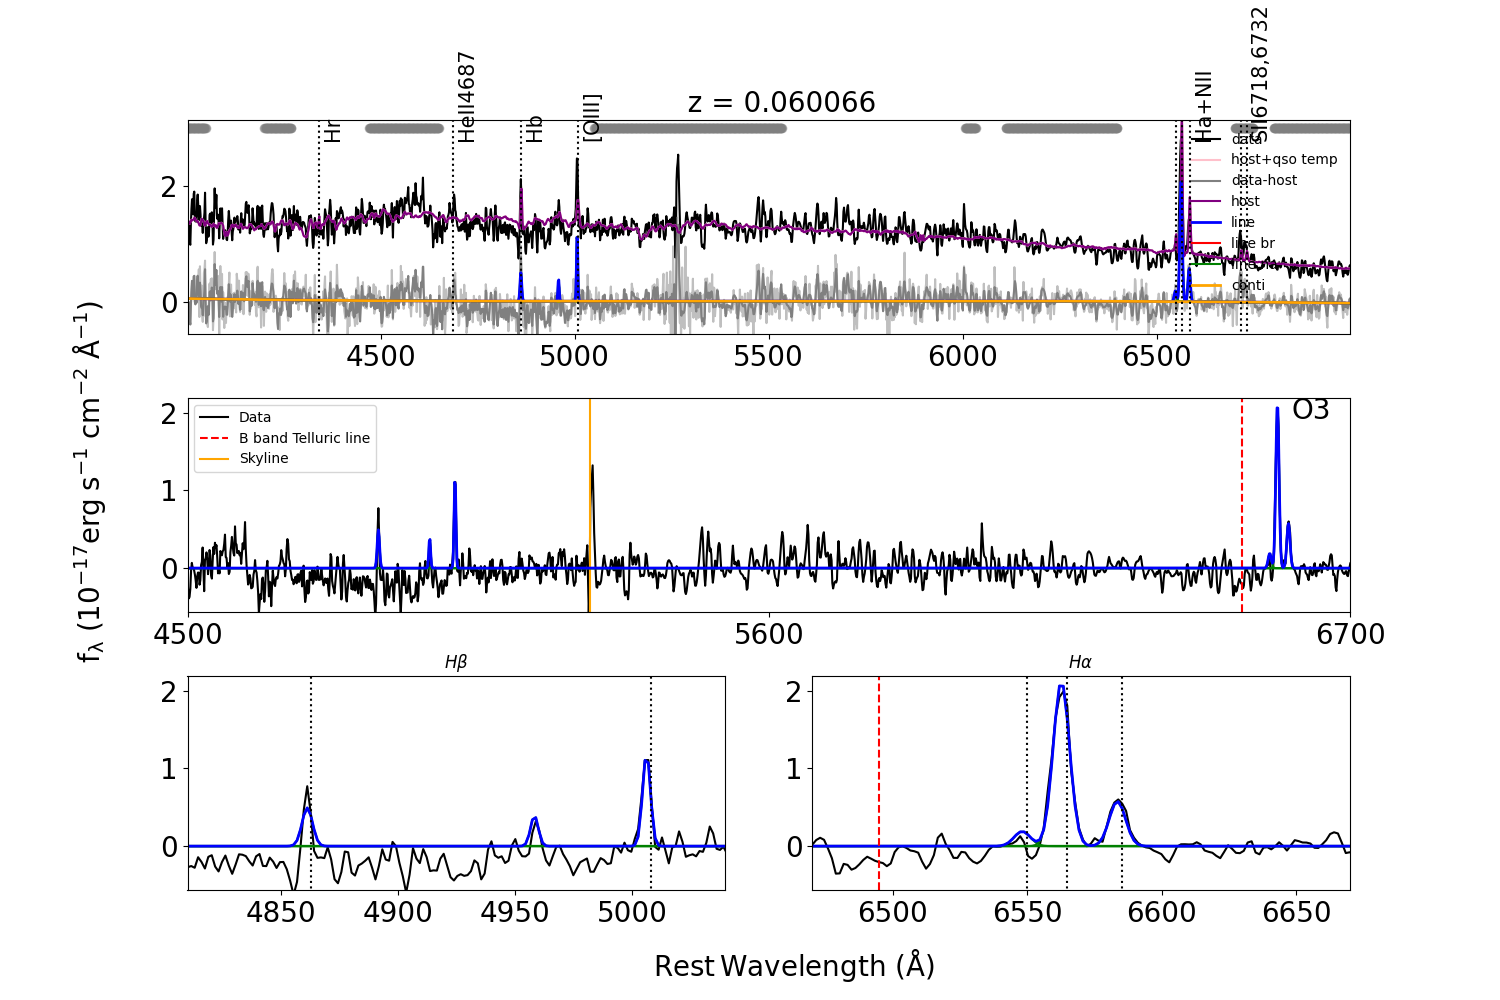 z = 0.060066
Hr
HeII4687
Hb
[OIII]
Ha+NII
SII6718,6732
data
host+qso temp
data-host
host
line
line br
conti
2
0
4500
5000
5500
6000
6500
f_λ (10^{-17}erg s^{-1} cm^{-2} Å^{-1})
Data
B band Telluric line
Skyline
O3
2
1
0
4500
5600
6700
Hβ
2
1
0
4850
4900
4950
5000
Hα
2
1
0
6500
6550
6600
6650
Rest Wavelength (Å)